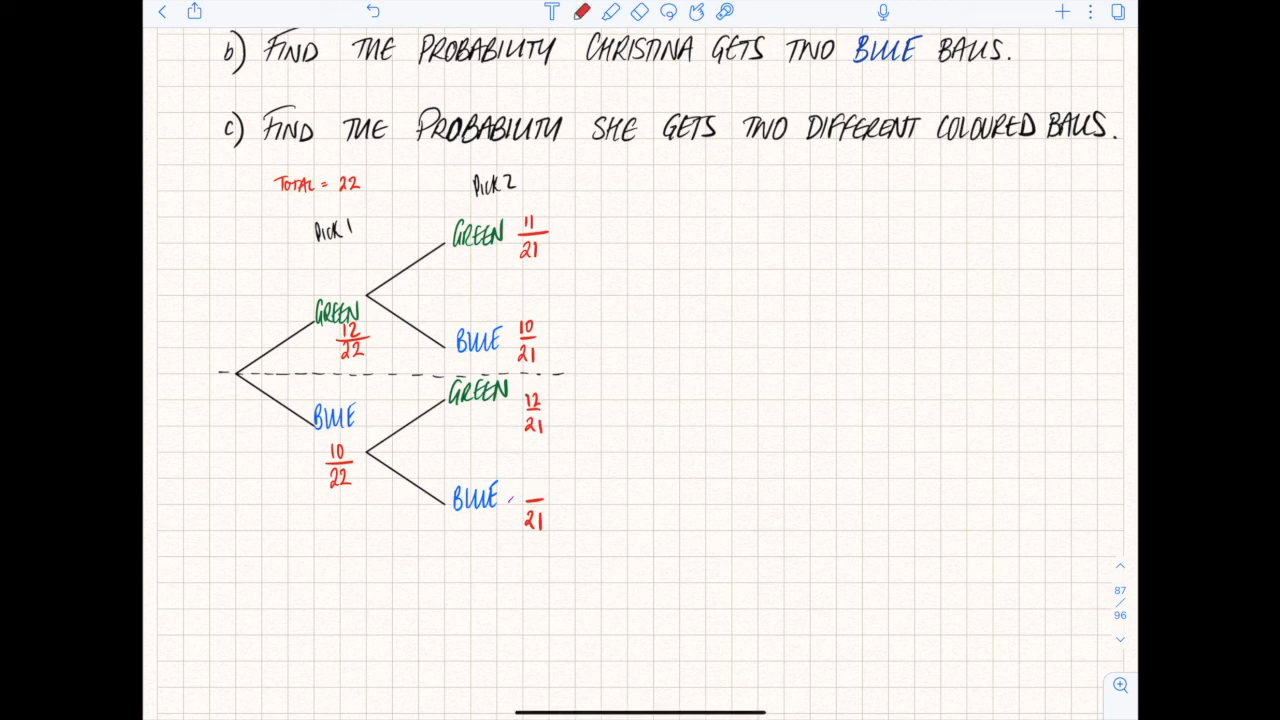 b) FIND THE PROBABILITY CHRISTINA GETS TWO BLUE BALLS.
c) FIND THE PROBABILITY SHE GETS TWO DIFFERENT COLOURED BALLS.
TOTAL = 22
PICK 2
PICK 1
GREEN 11/21
GREEN 12/22
BLUE 10/21
GREEN 12/21
BLUE 10/22
BLUE /21
87
/
96